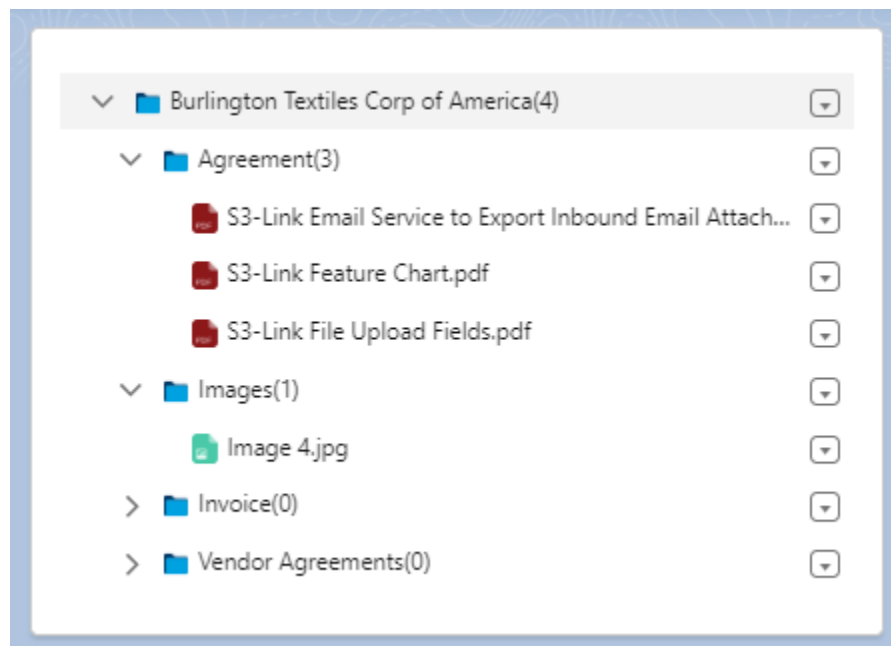 Burlington Textiles Corp of America(4)
Agreement(3)
S3-Link Email Service to Export Inbound Email Attach...
S3-Link Feature Chart.pdf
S3-Link File Upload Fields.pdf
Images(1)
Image 4.jpg
Invoice(0)
Vendor Agreements(0)